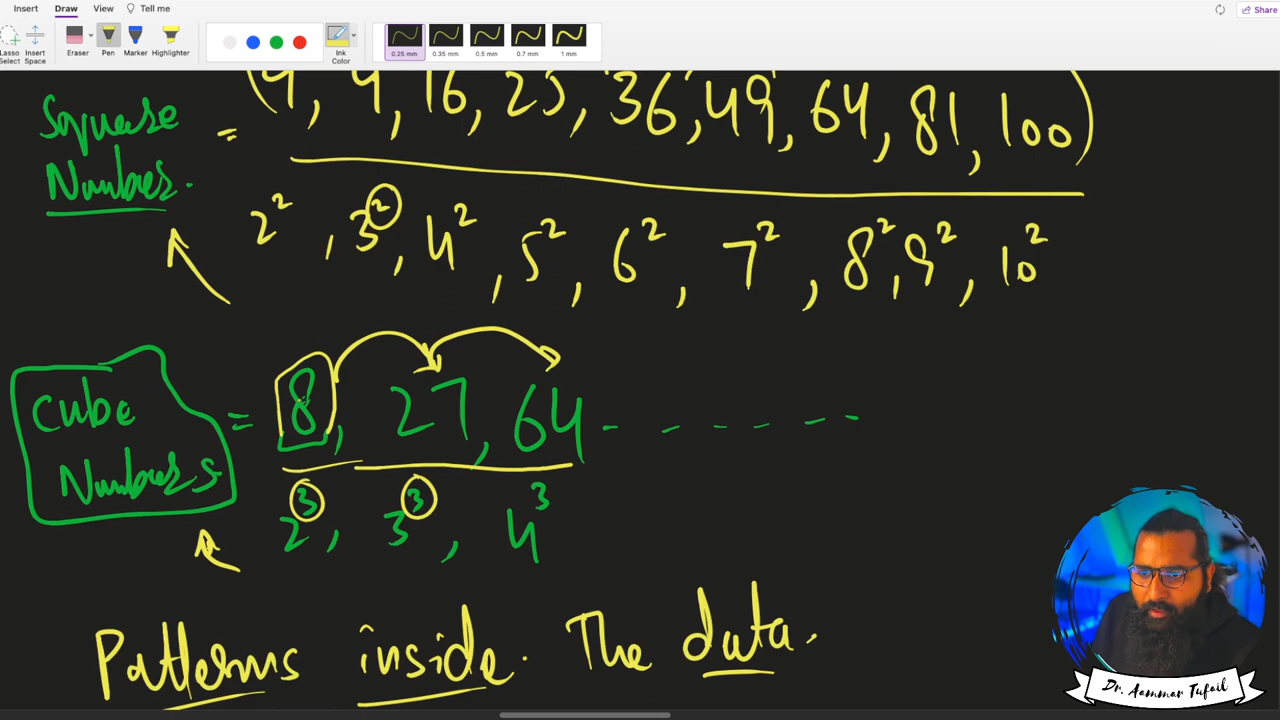 Insert Draw View Tell me Share
Lasso Select Insert Space Eraser Pen Marker Highlighter Ink Color 0.25 mm 0.35 mm 0.5 mm 0.7 mm 1 mm
Square Numbers. = (4, 9, 16, 25, 36, 49, 64, 81, 100)
2², 3², 4², 5², 6², 7², 8², 9², 10²
Cube Numbers = 8, 27, 64 - - - - - -
2³, 3³, 4³
Patterns inside. The data.
Dr. Aammar Tufail